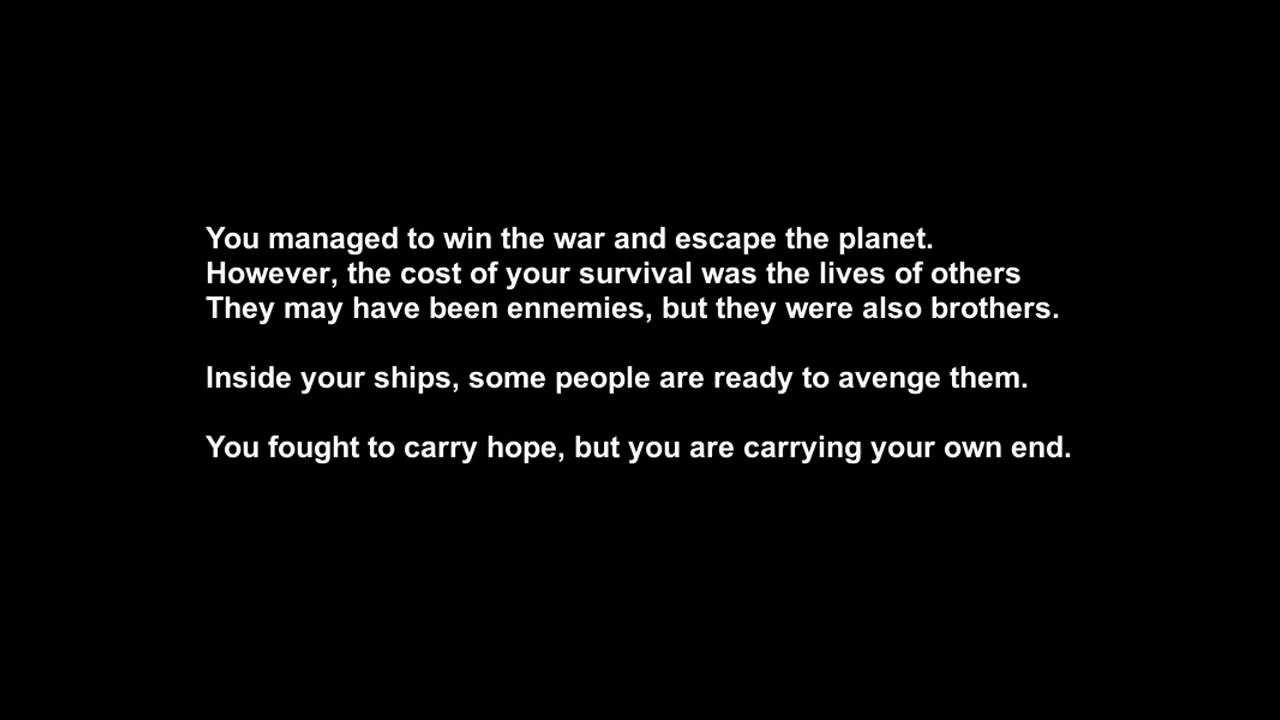 You managed to win the war and escape the planet.
However, the cost of your survival was the lives of others
They may have been ennemies, but they were also brothers.
Inside your ships, some people are ready to avenge them.
You fought to carry hope, but you are carrying your own end.